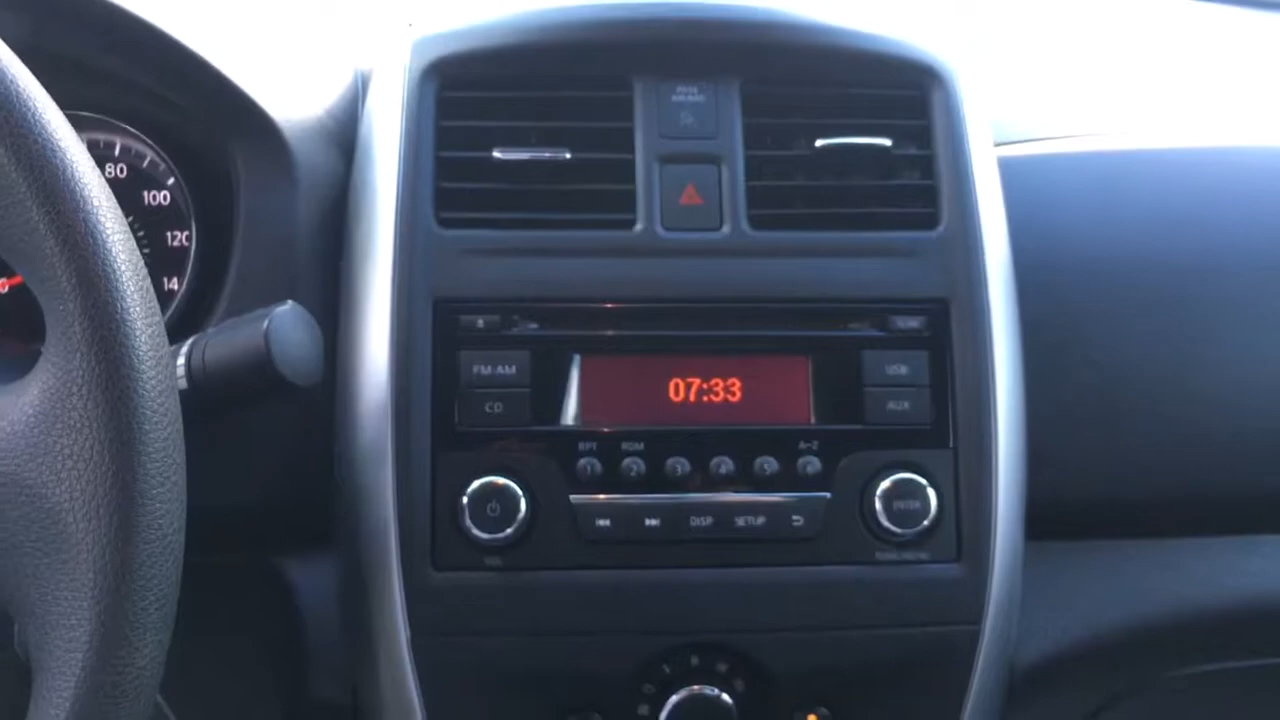 80
100
120
14
FM·AM
CD
07:33
USB
AUX
RPT
RDM
A-Z
1
2
3
4
5
6
DISP
SETUP
ENTER